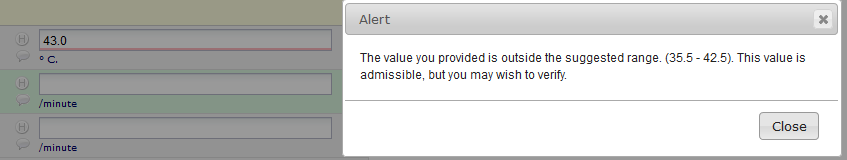 H
43.0
° C.
H
/minute
H
/minute
Alert
The value you provided is outside the suggested range. (35.5 - 42.5). This value is
admissible, but you may wish to verify.
Close